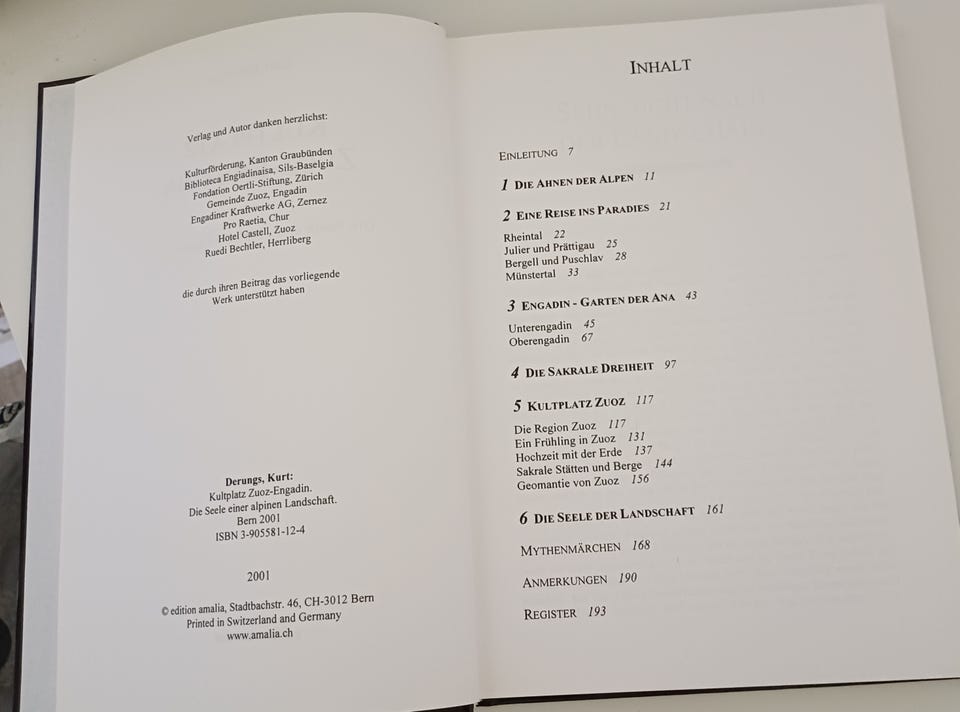 Verlag und Autor danken herzlichst:
Kulturförderung, Kanton Graubünden
Biblioteca Engiadinaisa, Sils-Baselgia
Fondation Oertli-Stiftung, Zürich
Gemeinde Zuoz, Engadin
Engadiner Kraftwerke AG, Zernez
Pro Raetia, Chur
Hotel Castell, Zuoz
Ruedi Bechtler, Herrliberg
die durch ihren Beitrag das vorliegende
Werk unterstützt haben
Derungs, Kurt:
Kultplatz Zuoz-Engadin.
Die Seele einer alpinen Landschaft.
Bern 2001
ISBN 3-905581-12-4
2001
© edition amalia, Stadtbachstr. 46, CH-3012 Bern
Printed in Switzerland and Germany
www.amalia.ch
INHALT
EINLEITUNG 7
1 DIE AHNEN DER ALPEN 11
2 EINE REISE INS PARADIES 21
Rheintal 22
Julier und Prättigau 25
Bergell und Puschlav 28
Münstertal 33
3 ENGADIN - GARTEN DER ANA 43
Unterengadin 45
Oberengadin 67
4 DIE SAKRALE DREIHEIT 97
5 KULTPLATZ ZUOZ 117
Die Region Zuoz 117
Ein Frühling in Zuoz 131
Hochzeit mit der Erde 137
Sakrale Stätten und Berge 144
Geomantie von Zuoz 156
6 DIE SEELE DER LANDSCHAFT 161
MYTHENMÄRCHEN 168
ANMERKUNGEN 190
REGISTER 193